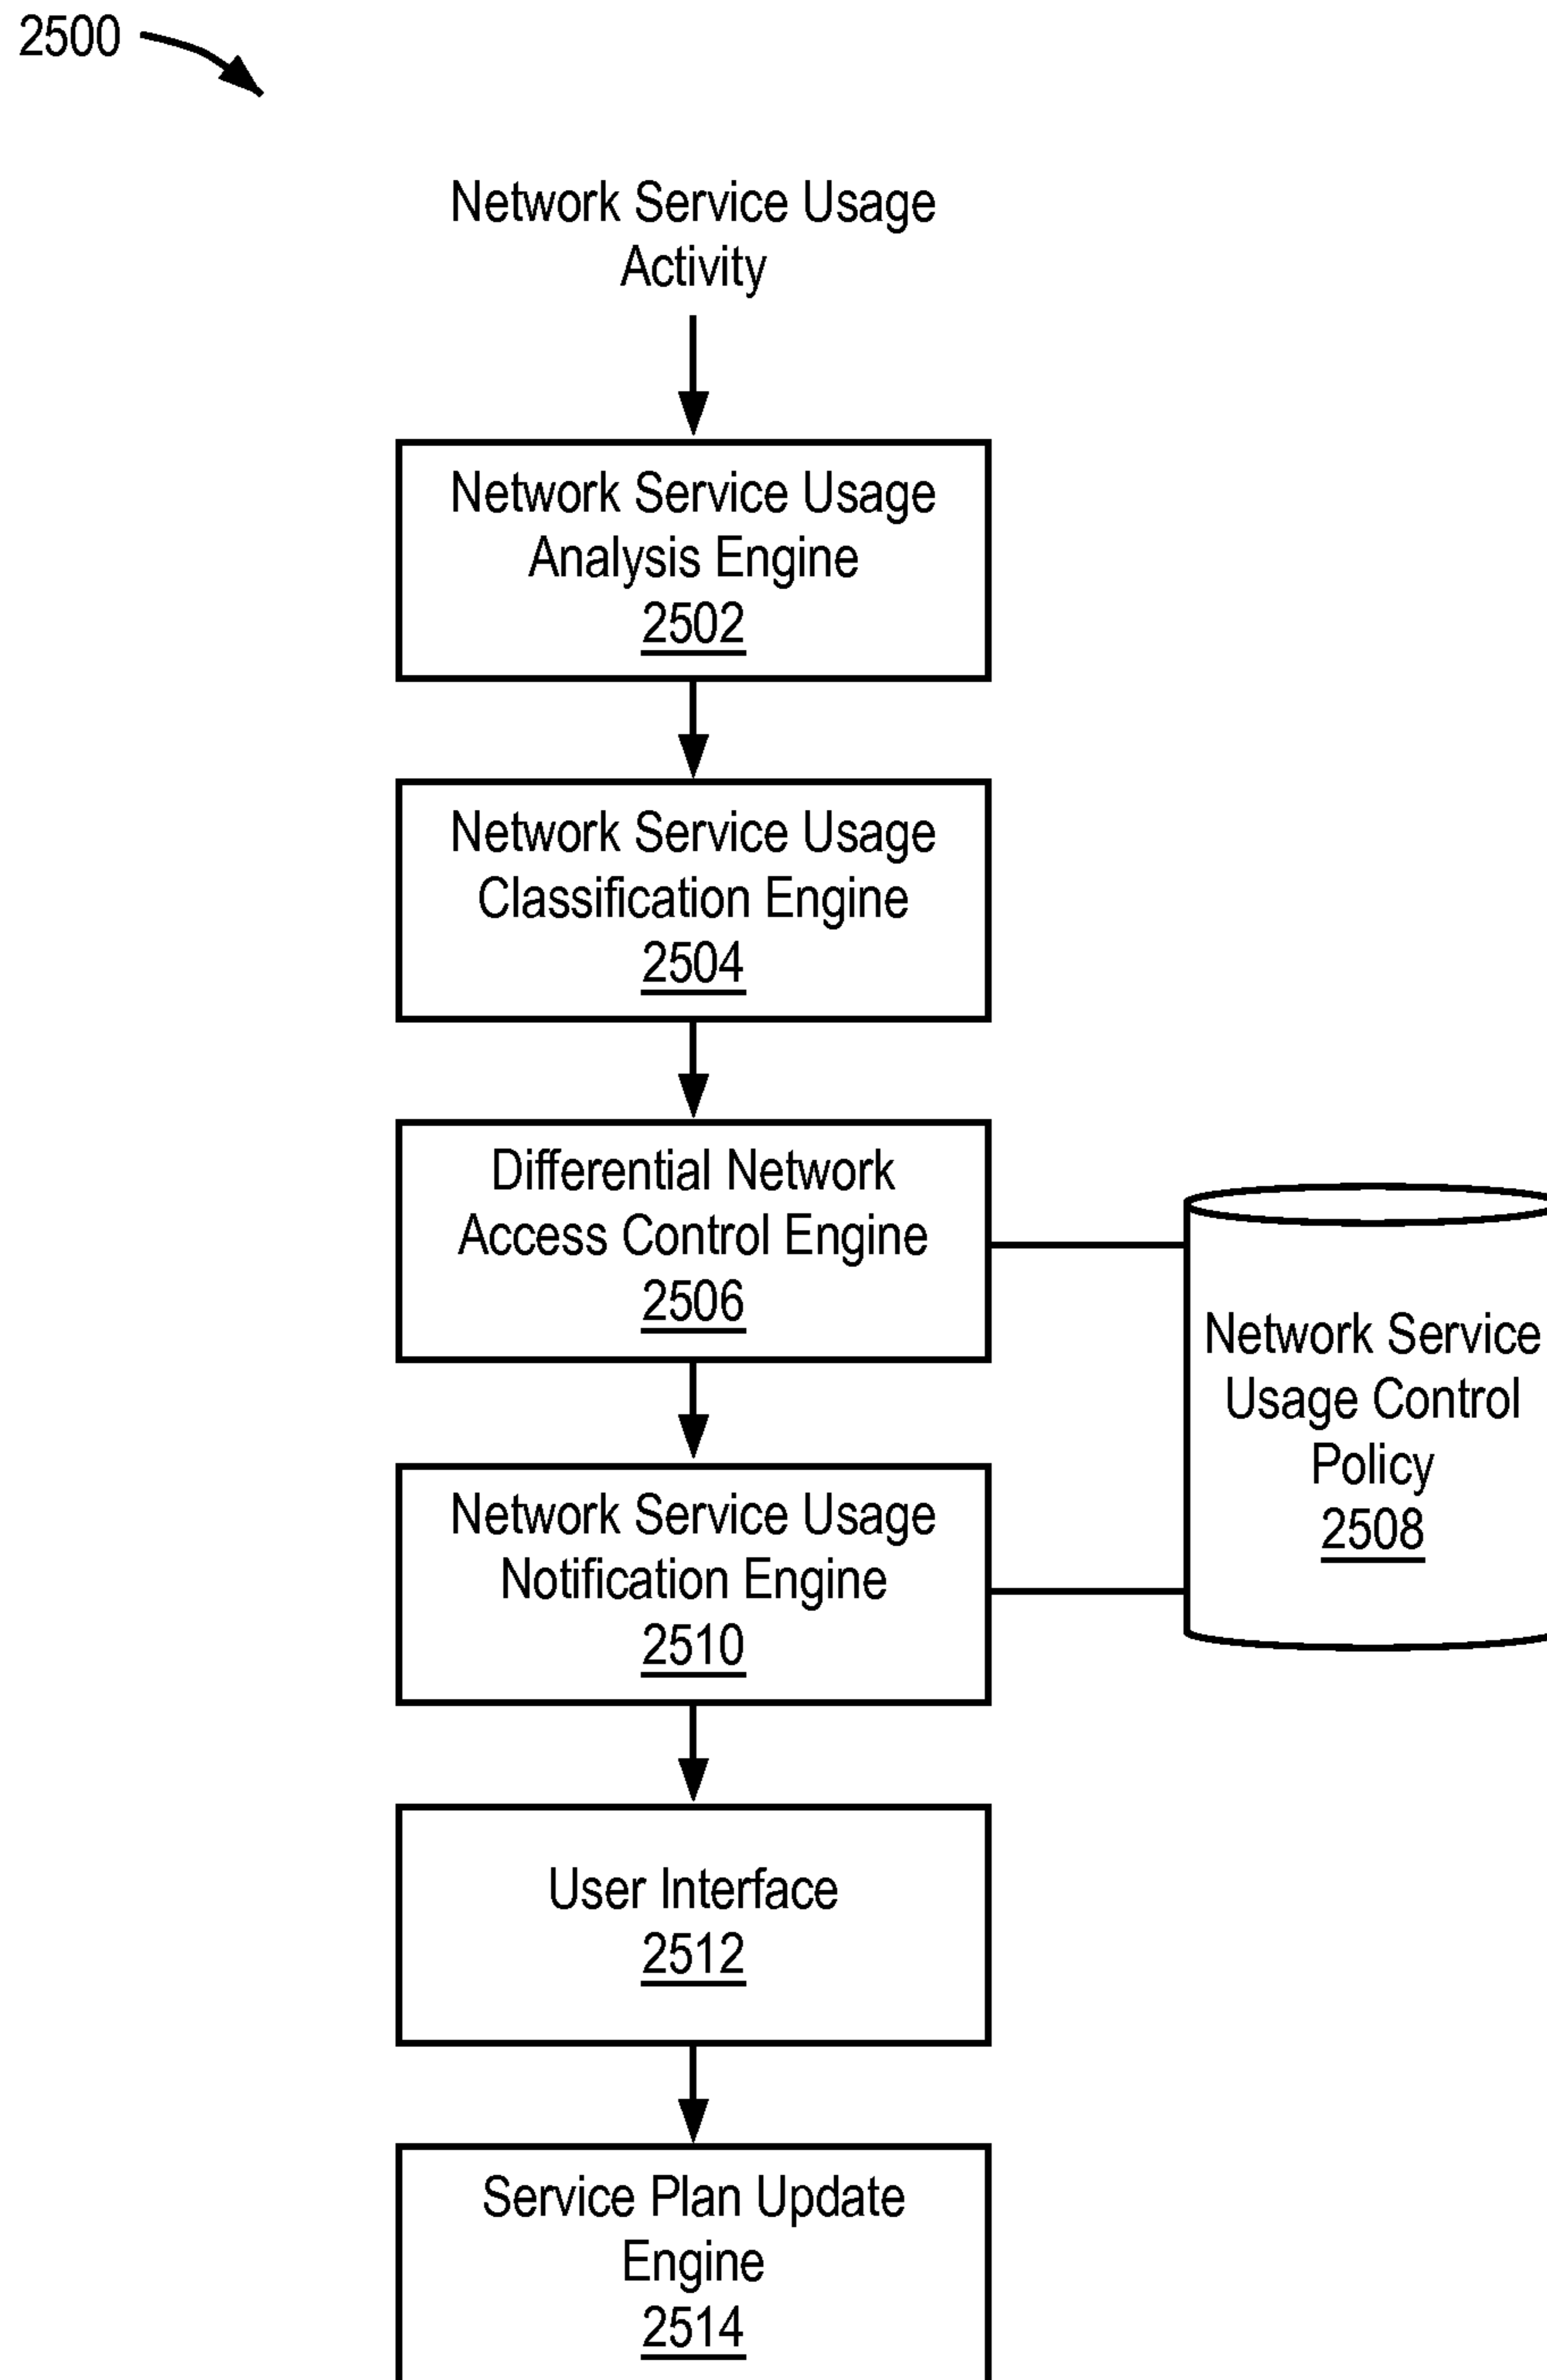 2500
Network Service Usage
Activity
Network Service Usage
Analysis Engine
2502
Network Service Usage
Classification Engine
2504
Differential Network
Access Control Engine
2506
Network Service
Usage Control
Policy
2508
Network Service Usage
Notification Engine
2510
User Interface
2512
Service Plan Update
Engine
2514